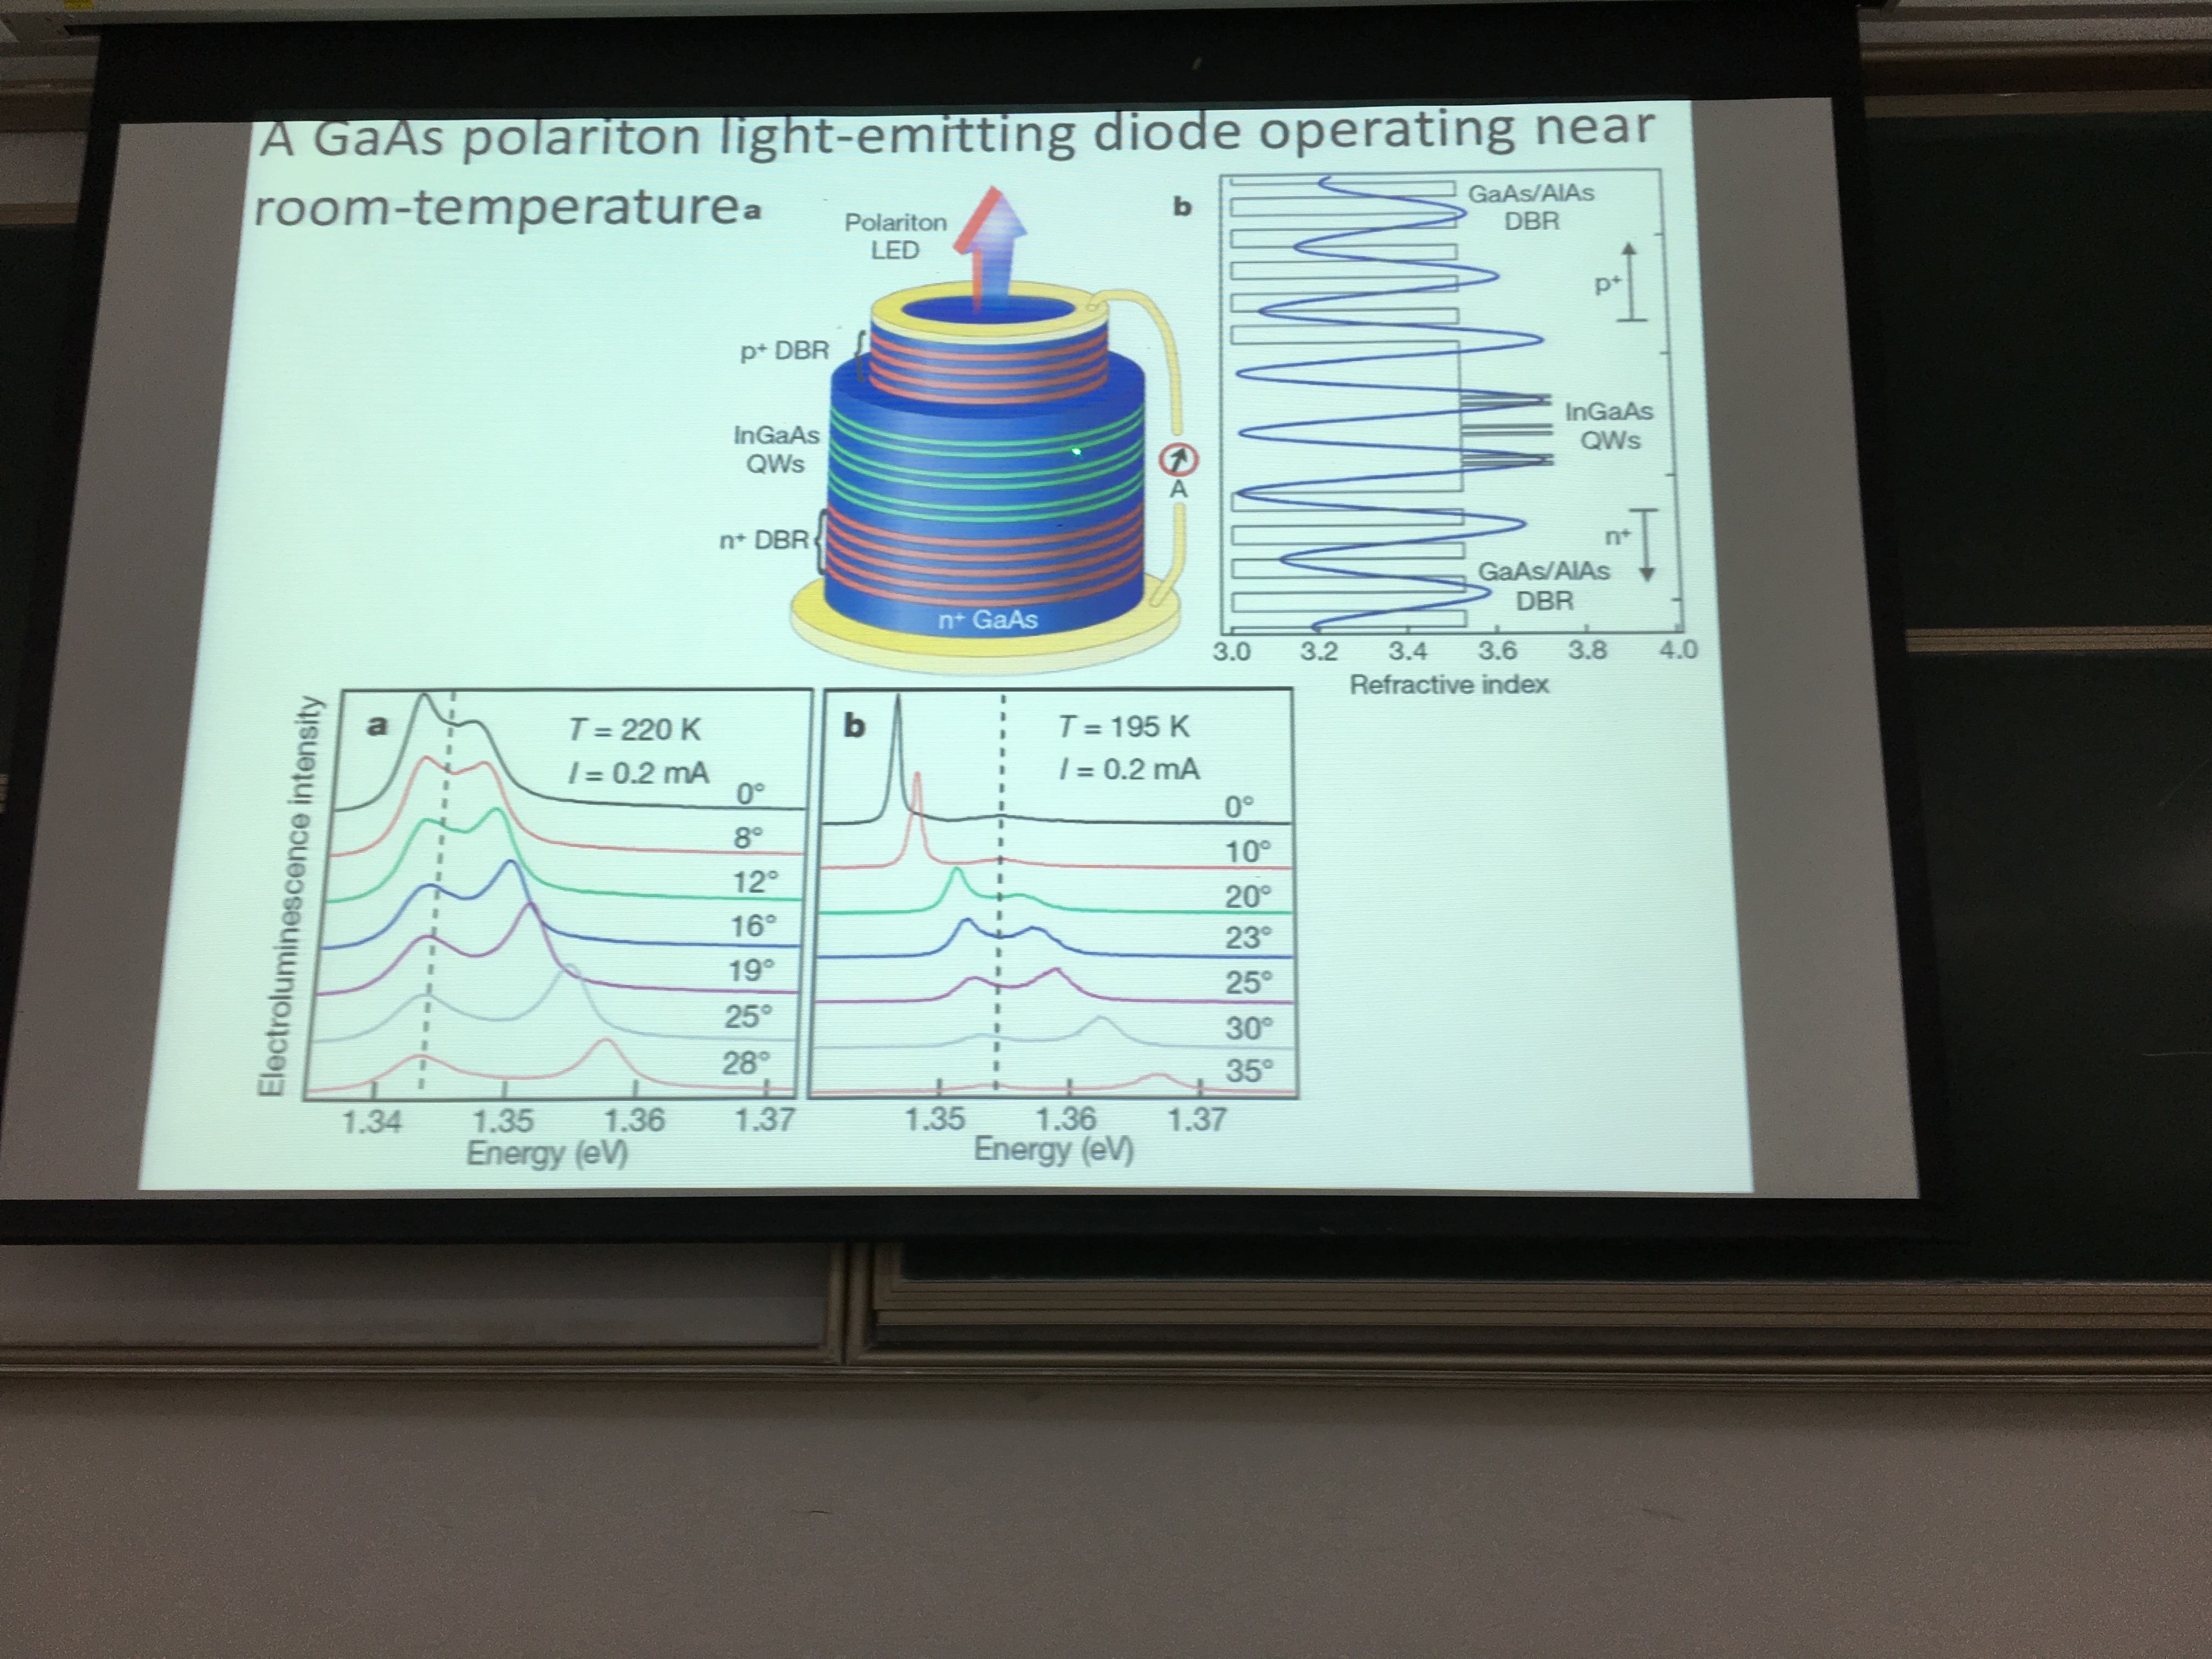 A GaAs polariton light-emitting diode operating near
room-temperature
a
Polariton
LED
p+ DBR
InGaAs
QWs
n+ DBR
n+ GaAs
A
b
GaAs/AlAs
DBR
p+
InGaAs
QWs
n+
GaAs/AlAs
DBR
3.0 3.2 3.4 3.6 3.8 4.0
Refractive index
Electroluminescence intensity
a
T = 220 K
I = 0.2 mA
0°
8°
12°
16°
19°
25°
28°
1.34 1.35 1.36 1.37
Energy (eV)
b
T = 195 K
I = 0.2 mA
0°
10°
20°
23°
25°
30°
35°
1.35 1.36 1.37
Energy (eV)